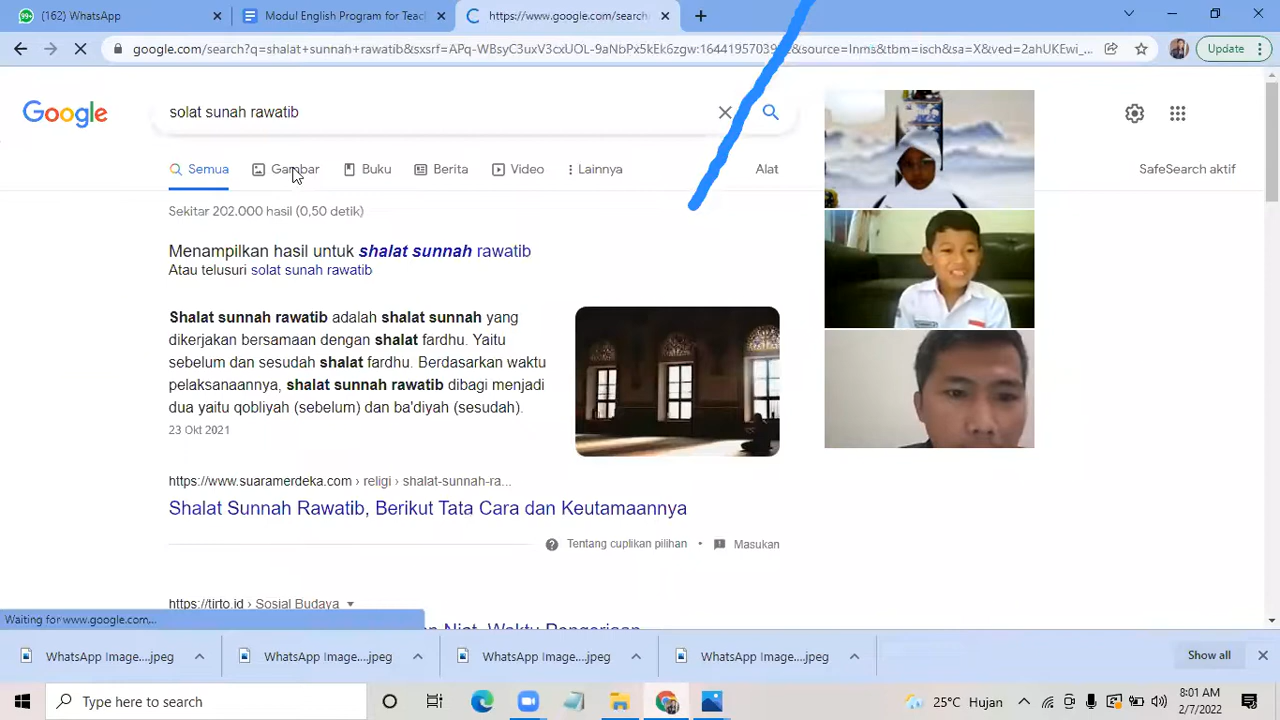 (162) WhatsApp
Motion Program for Teac
https://www.google.com/search?
google.com/search?q=shalat+sunnah+rawatib&sxsrf=APq-WBsyC3uxV3cxUOL-9aNbPx5kEk6zgw:16441957039
&source=lnms&tbm=isch&sa=X&ved=2ahUKEwi_...
Update
Google
solat sunah rawatib
Semua
Gambar
Buku
Berita
Video
Lainnya
Alat
SafeSearch aktif
Sekitar 202.000 hasil (0,50 detik)
Menampilkan hasil untuk shalat sunnah rawatib
Atau telusuri solat sunah rawatib
Shalat sunnah rawatib adalah shalat sunnah yang
dikerjakan bersamaan dengan shalat fardhu. Yaitu
sebelum dan sesudah shalat fardhu. Berdasarkan waktu
pelaksanaannya, shalat sunnah rawatib dibagi menjadi
dua yaitu qobliyah (sebelum) dan ba'diyah (sesudah).
23 Okt 2021
https://www.suaramerdeka.com › religi › shalat-sunnah-ra...
Shalat Sunnah Rawatib, Berikut Tata Cara dan Keutamaannya
Tentang cuplikan pilihan • Masukan
https://tirto.id › Sosial Budaya
Niat, Waktu Pengerjaan
Waiting for www.google.com...
WhatsApp Image....jpeg
WhatsApp Image....jpeg
WhatsApp Image....jpeg
WhatsApp Image....jpeg
Show all
Type here to search
25°C Hujan
8:01 AM
2/7/2022